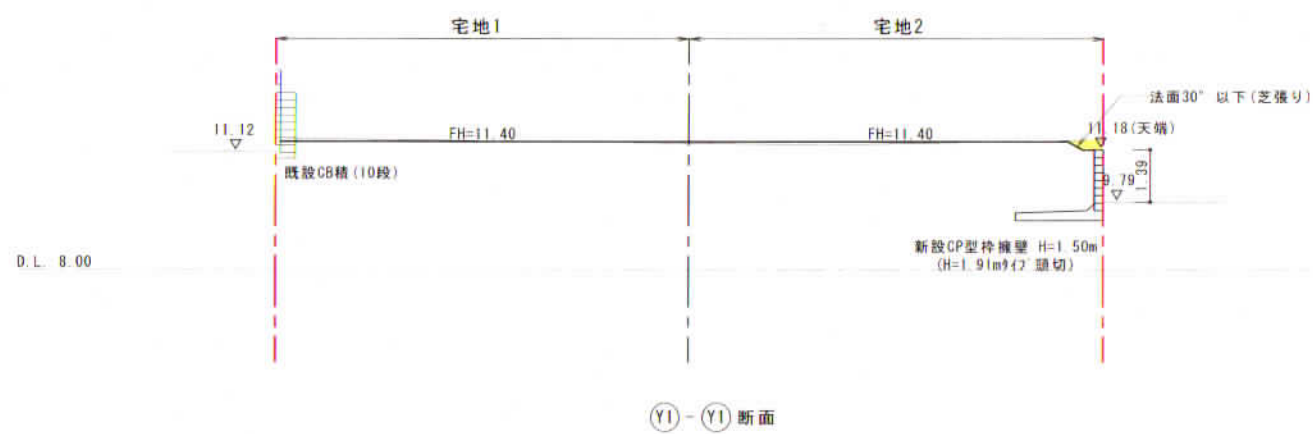 宅地1
宅地2
法面30°以下(芝張り)
11.12
FH=11.40
FH=11.40
11.18(天端)
既設CB積(10段)
9.79
1.39
新設CP型枠擁壁 H=1.50m
(H=1.91mﾀｲﾌﾟ頭切)
D.L. 8.00
Y1 - Y1 断面